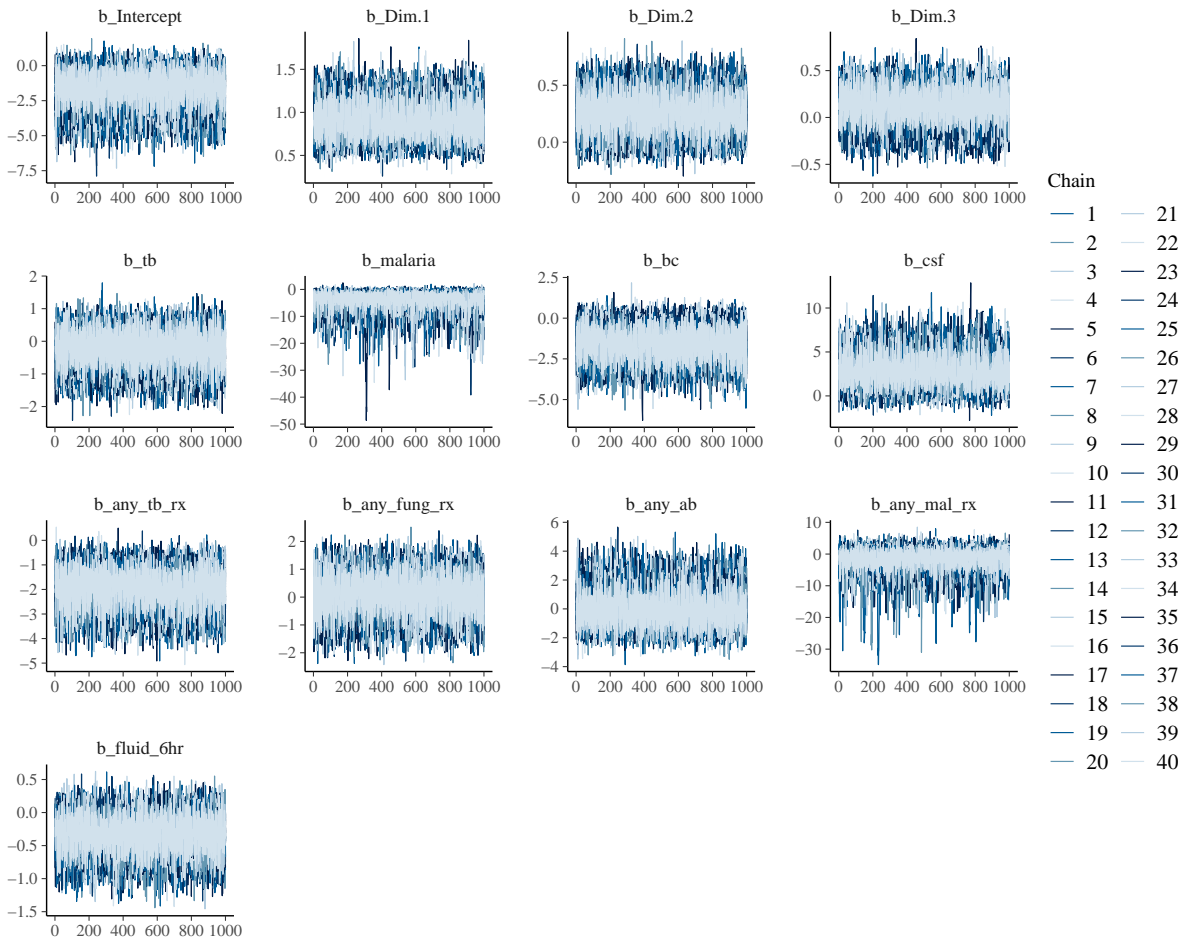 b_Intercept
b_Dim.1
b_Dim.2
b_Dim.3
0.0
−2.5
−5.0
−7.5
0 200 400 600 800 1000
1.5
1.0
0.5
0 200 400 600 800 1000
0.5
0.0
0 200 400 600 800 1000
0.5
0.0
−0.5
0 200 400 600 800 1000
b_tb
b_malaria
b_bc
b_csf
2
1
0
−1
−2
0 200 400 600 800 1000
0
−10
−20
−30
−40
−50
0 200 400 600 800 1000
2.5
0.0
−2.5
−5.0
0 200 400 600 800 1000
10
5
0
0 200 400 600 800 1000
b_any_tb_rx
b_any_fung_rx
b_any_ab
b_any_mal_rx
0
−1
−2
−3
−4
−5
0 200 400 600 800 1000
2
1
0
−1
−2
0 200 400 600 800 1000
6
4
2
0
−2
−4
0 200 400 600 800 1000
10
0
−10
−20
−30
0 200 400 600 800 1000
b_fluid_6hr
0.5
0.0
−0.5
−1.0
−1.5
0 200 400 600 800 1000
Chain
1 21
2 22
3 23
4 24
5 25
6 26
7 27
8 28
9 29
10 30
11 31
12 32
13 33
14 34
15 35
16 36
17 37
18 38
19 39
20 40